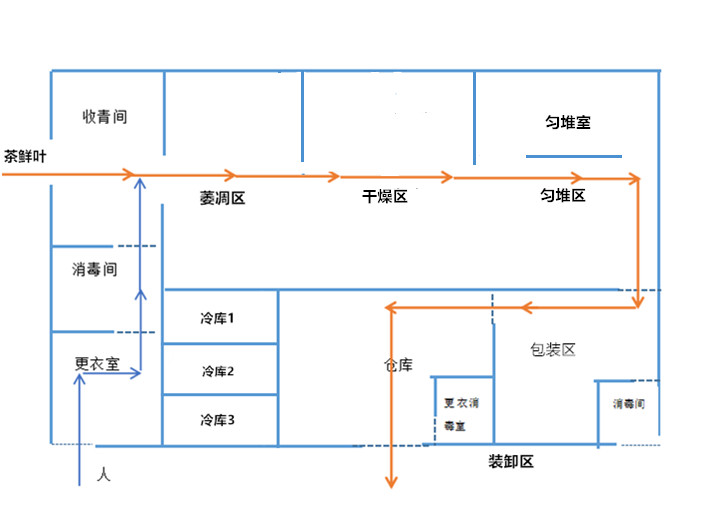 收青间
匀堆室
茶鲜叶
萎凋区
干燥区
匀堆区
消毒间
冷库1
包装区
更衣室
仓库
冷库2
更衣消
毒室
消毒间
冷库3
装卸区
人